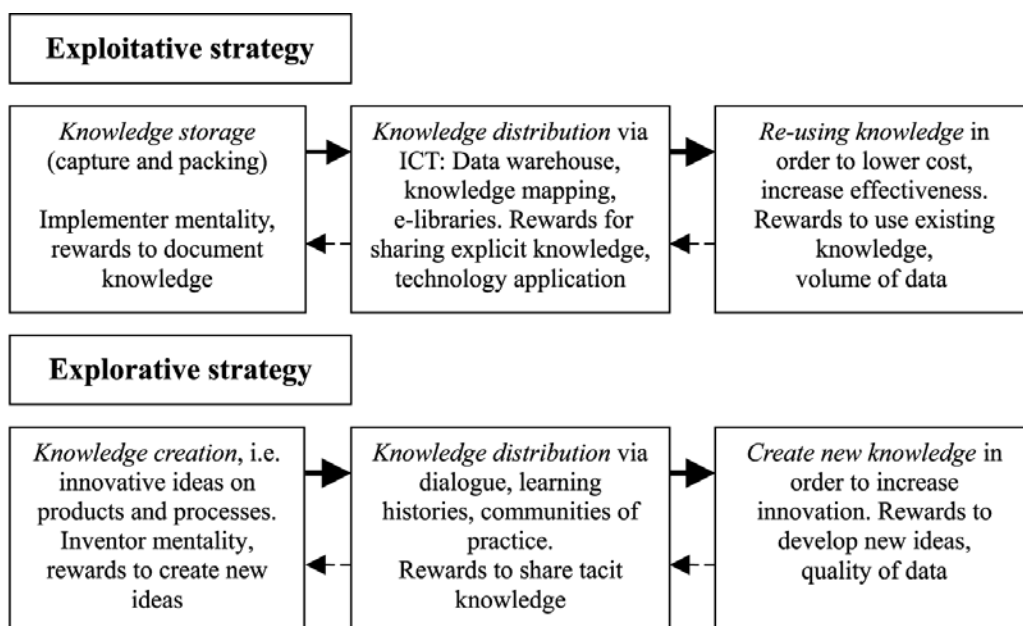 Exploitative strategy
Knowledge storage
(capture and packing)
Implementer mentality,
rewards to document
knowledge
Knowledge distribution via
ICT: Data warehouse,
knowledge mapping,
e-libraries. Rewards for
sharing explicit knowledge,
technology application
Re-using knowledge in
order to lower cost,
increase effectiveness.
Rewards to use existing
knowledge,
volume of data
Explorative strategy
Knowledge creation, i.e.
innovative ideas on
products and processes.
Inventor mentality,
rewards to create new
ideas
Knowledge distribution via
dialogue, learning
histories, communities of
practice.
Rewards to share tacit
knowledge
Create new knowledge in
order to increase
innovation. Rewards to
develop new ideas,
quality of data